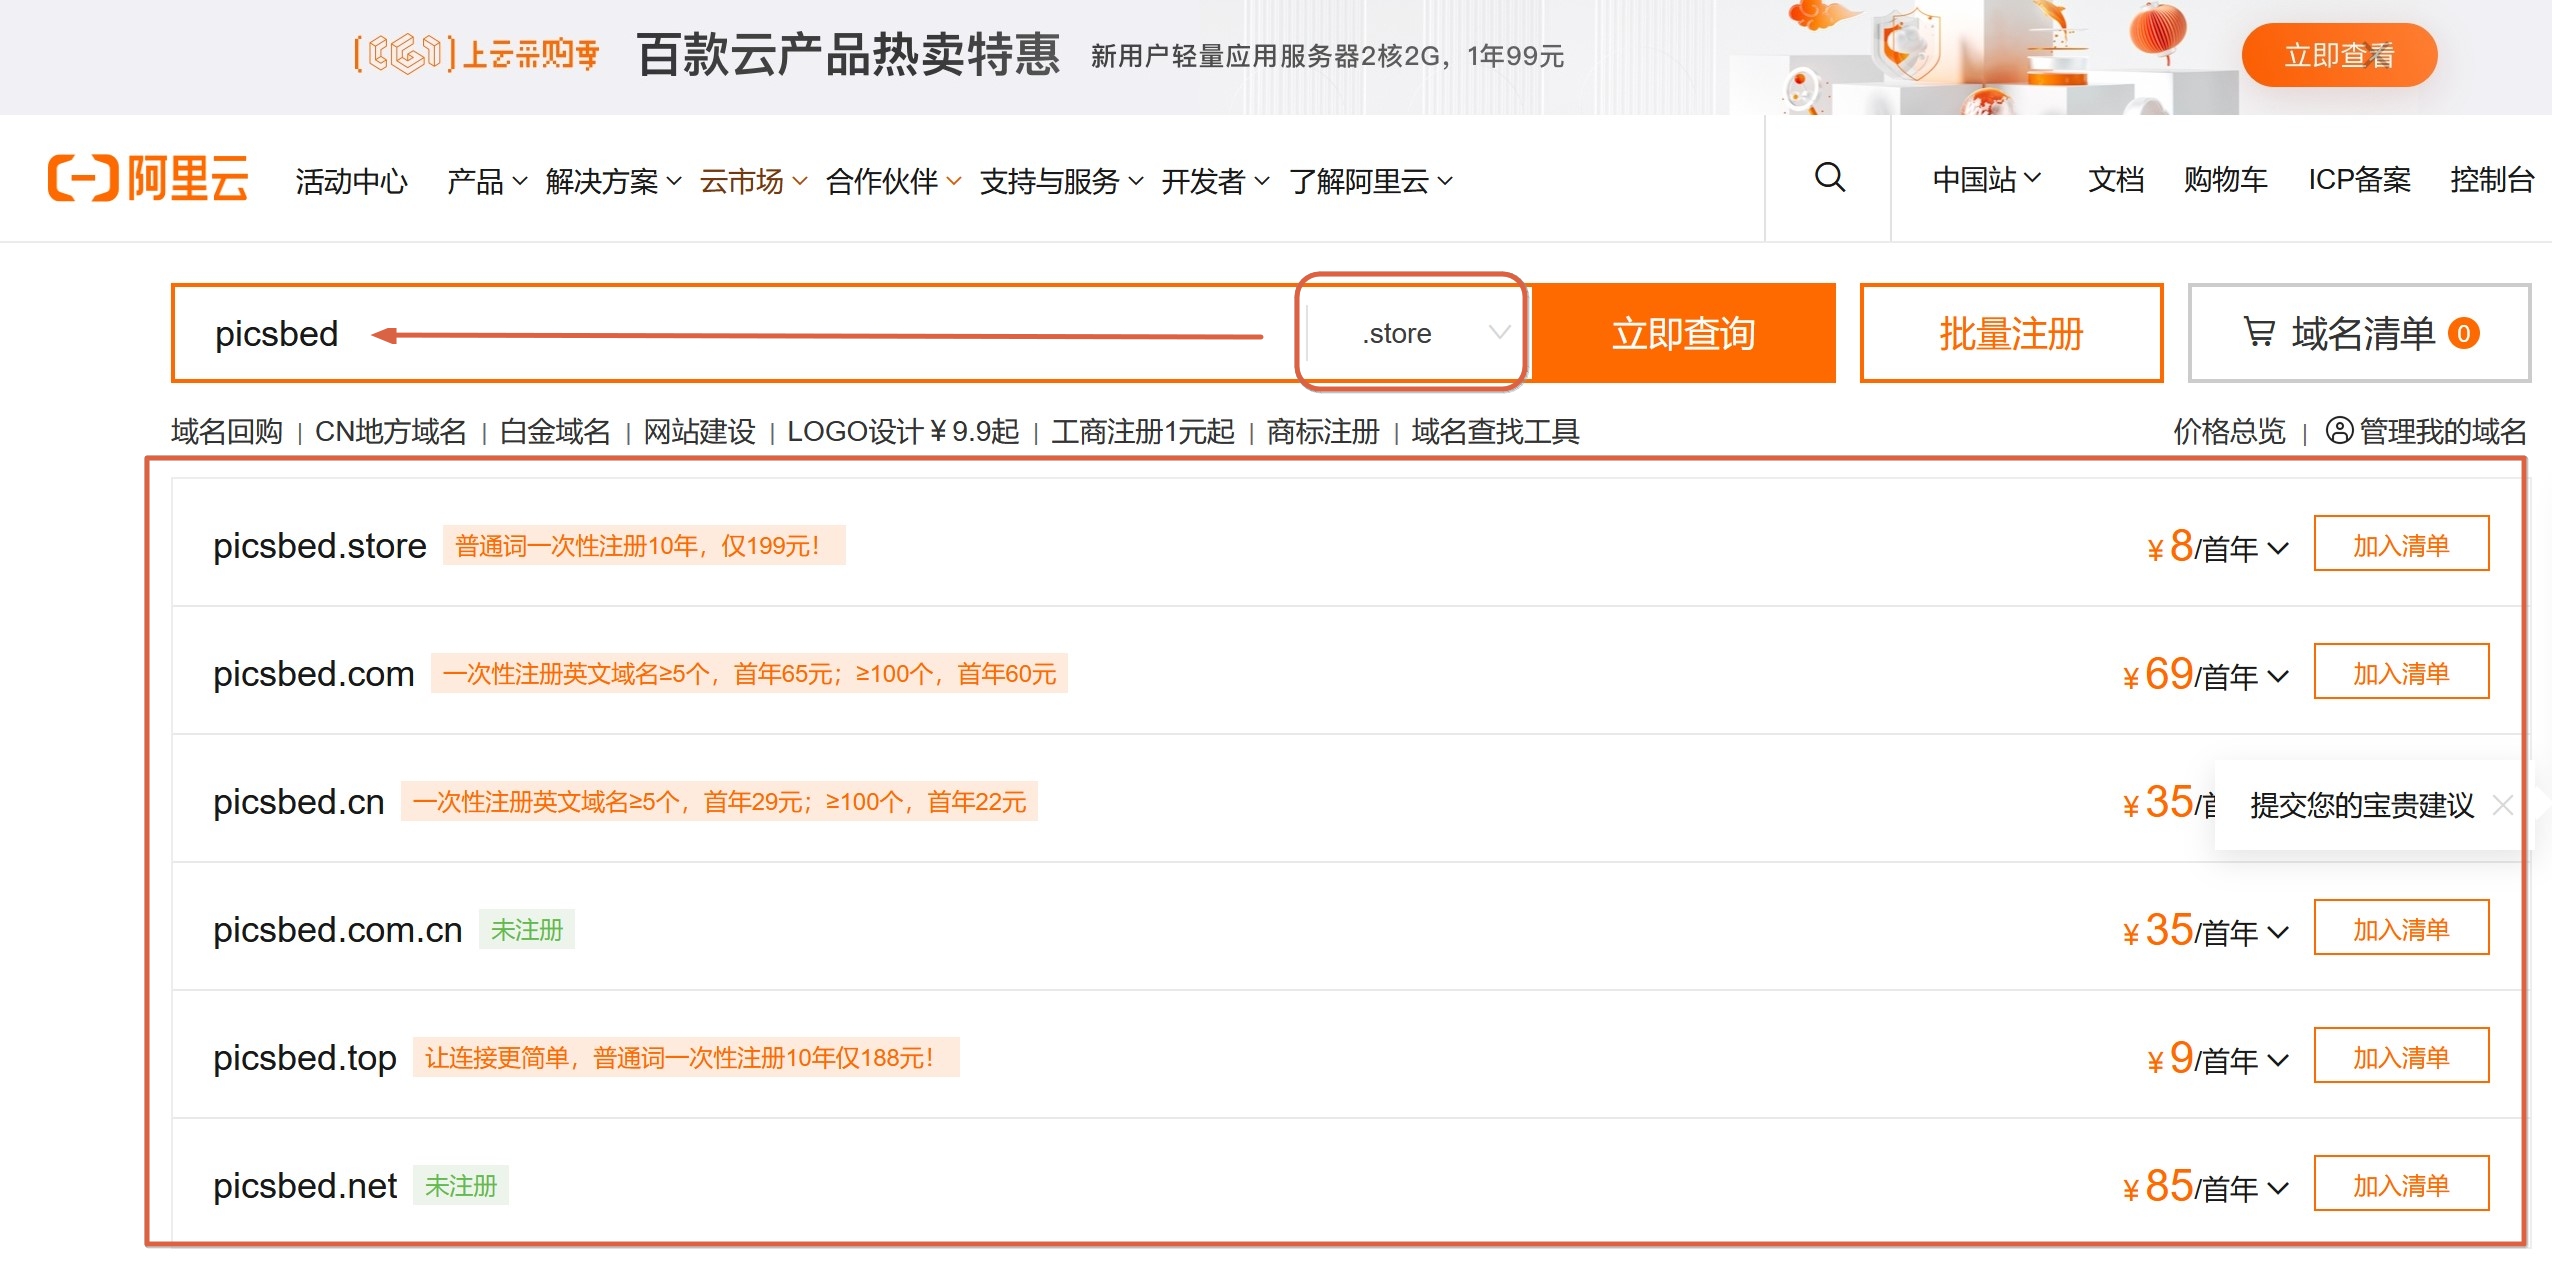 上云采购季 百款云产品热卖特惠 新用户轻量应用服务器2核2G，1年99元 立即查看
阿里云 活动中心 产品 解决方案 云市场 合作伙伴 支持与服务 开发者 了解阿里云 中国站 文档 购物车 ICP备案 控制台
picsbed .store 立即查询 批量注册 域名清单 0
域名回购 | CN地方域名 | 白金域名 | 网站建设 | LOGO设计¥9.9起 | 工商注册1元起 | 商标注册 | 域名查找工具 价格总览 | 管理我的域名
picsbed.store 普通词一次性注册10年，仅199元！ ¥8/首年 加入清单
picsbed.com 一次性注册英文域名≥5个，首年65元；≥100个，首年60元 ¥69/首年 加入清单
picsbed.cn 一次性注册英文域名≥5个，首年29元；≥100个，首年22元 ¥35/ 提交您的宝贵建议
picsbed.com.cn 未注册 ¥35/首年 加入清单
picsbed.top 让连接更简单，普通词一次性注册10年仅188元！ ¥9/首年 加入清单
picsbed.net 未注册 ¥85/首年 加入清单